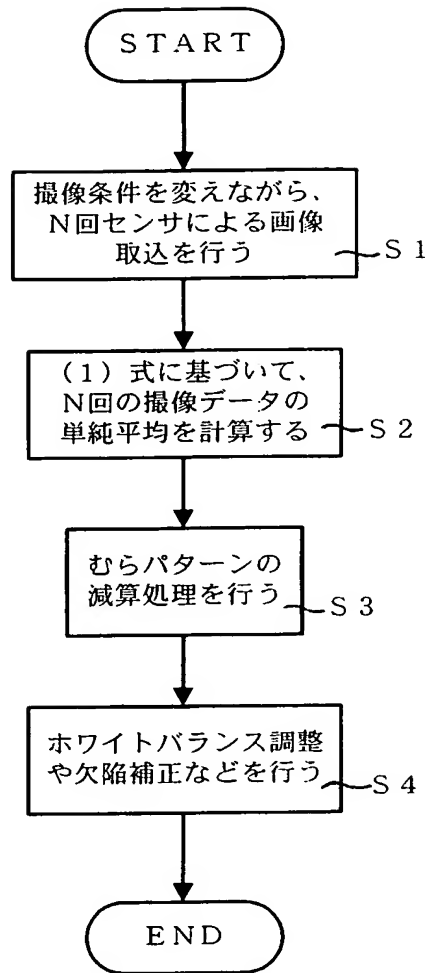 START
撮像条件を変えながら、
N回センサによる画像
取込を行う
S1
(1)式に基づいて、
N回の撮像データの
単純平均を計算する
S2
むらパターンの
減算処理を行う
S3
ホワイトバランス調整
や欠陥補正などを行う
S4
END